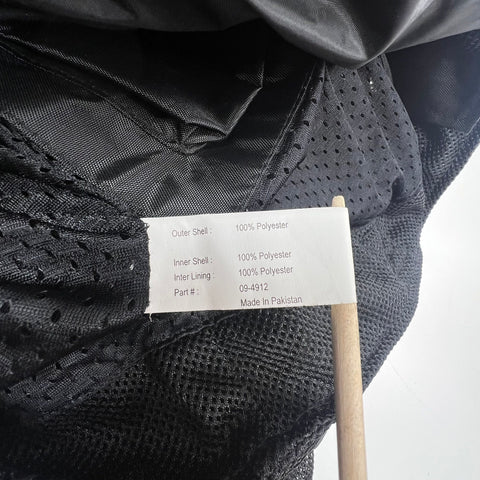 Outer Shell : 100% Polyester
Inner Shell : 100% Polyester
Inter Lining : 100% Polyester
Part # : 09-4912
Made In Pakistan